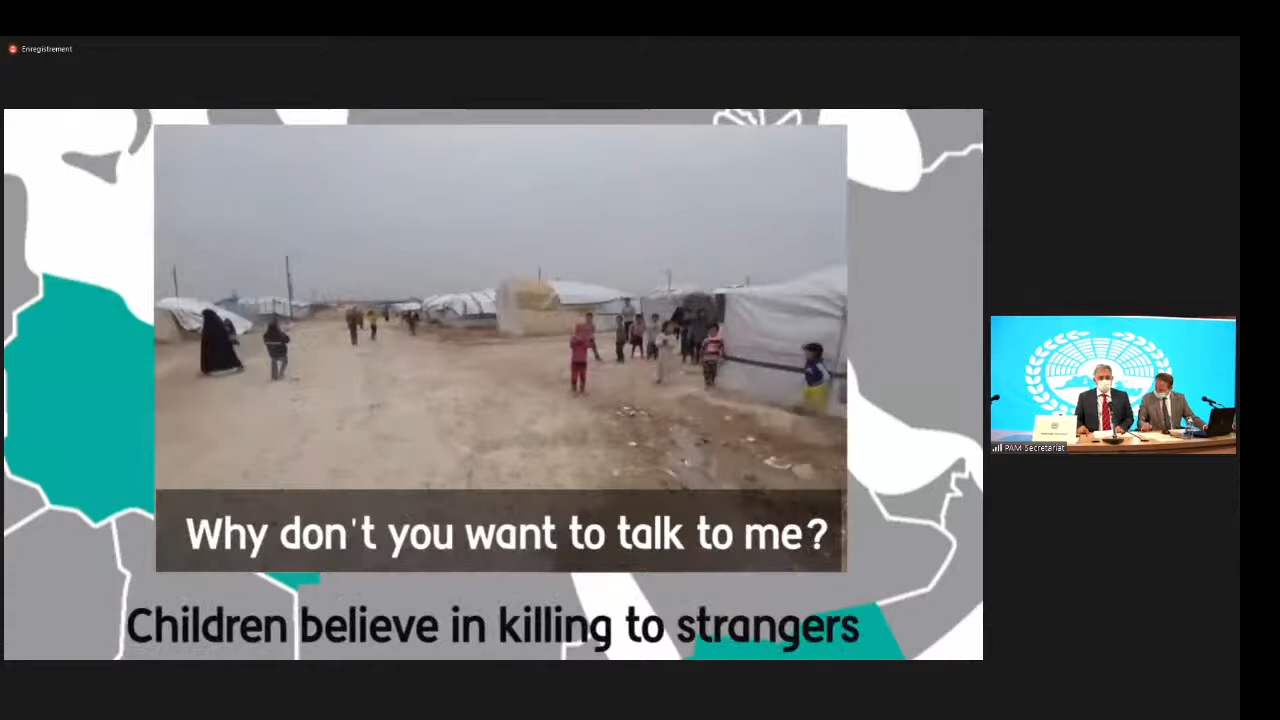 Enregistrement
Why don't you want to talk to me?
Children believe in killing to strangers
PAM Secretariat